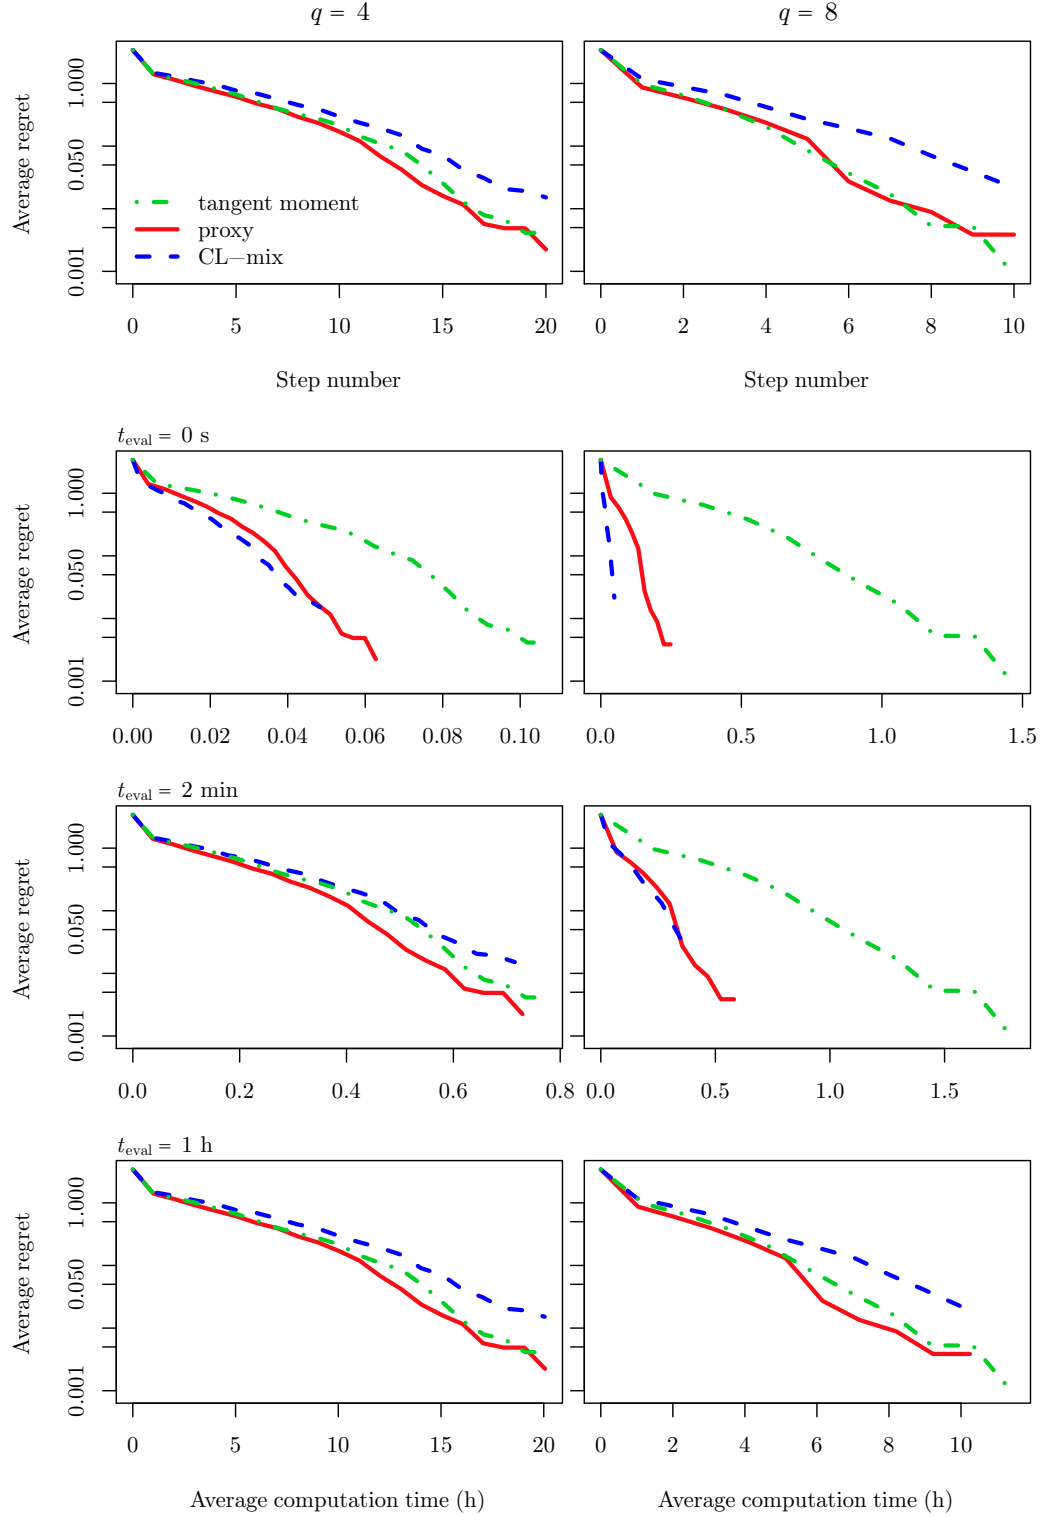 q = 4
q = 8
Average regret
1.000
0.050
0.001
tangent moment
proxy
CL−mix
0 5 10 15 20
0 2 4 6 8 10
Step number
Step number
t_eval = 0 s
Average regret
1.000
0.050
0.001
0.00 0.02 0.04 0.06 0.08 0.10
0.0 0.5 1.0 1.5
t_eval = 2 min
Average regret
1.000
0.050
0.001
0.0 0.2 0.4 0.6 0.8
0.0 0.5 1.0 1.5
t_eval = 1 h
Average regret
1.000
0.050
0.001
0 5 10 15 20
0 2 4 6 8 10
Average computation time (h)
Average computation time (h)